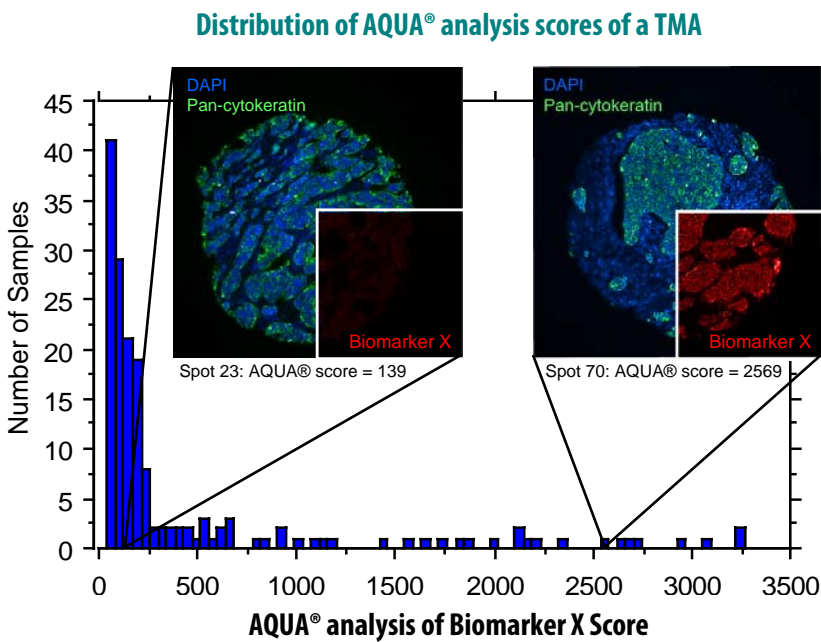 Distribution of AQUA® analysis scores of a TMA
DAPI
Pan-cytokeratin
Biomarker X
Spot 23: AQUA® score = 139
DAPI
Pan-cytokeratin
Biomarker X
Spot 70: AQUA® score = 2569
Number of Samples
45
40
35
30
25
20
15
10
5
0
0 500 1000 1500 2000 2500 3000 3500
AQUA® analysis of Biomarker X Score